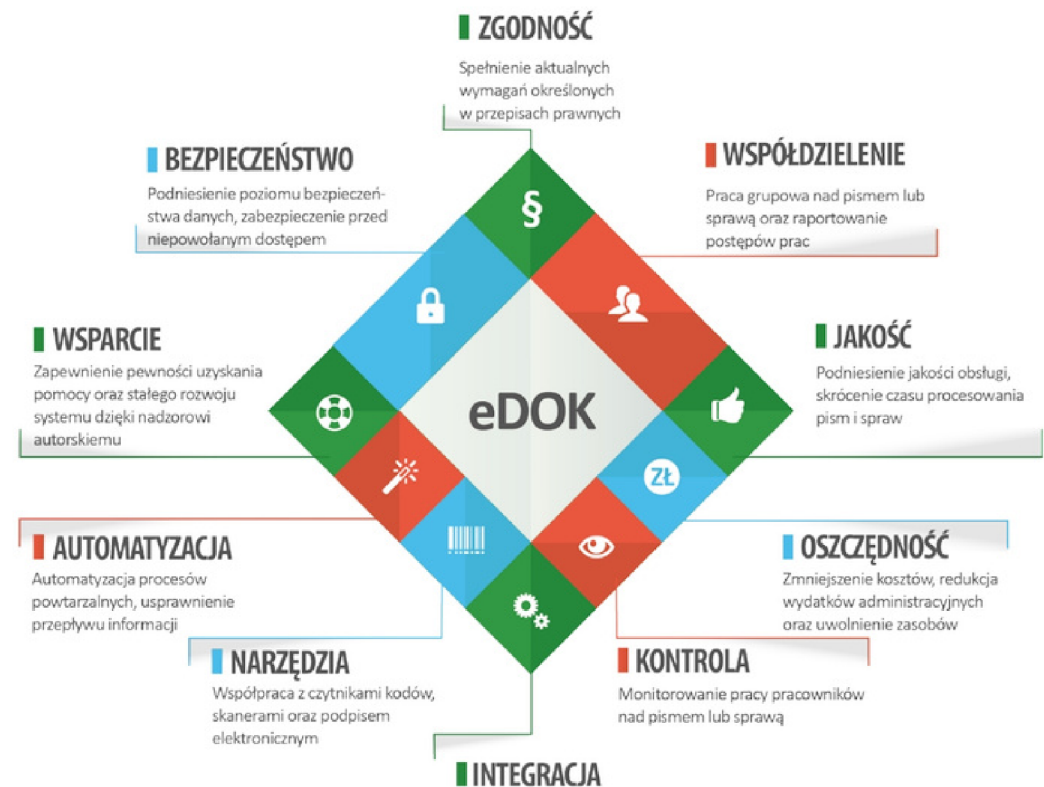 ZGODNOŚĆ
Spełnienie aktualnych
wymagań określonych
w przepisach prawnych
BEZPIECZEŃSTWO
Podniesienie poziomu bezpieczeń-
stwa danych, zabezpieczenie przed
niepowołanym dostępem
WSPÓŁDZIELENIE
Praca grupowa nad pismem lub
sprawą oraz raportowanie
postępów prac
§
WSPARCIE
Zapewnienie pewności uzyskania
pomocy oraz stałego rozwoju
systemu dzięki nadzorowi
autorskiemu
JAKOŚĆ
Podniesienie jakości obsługi,
skrócenie czasu procesowania
pism i spraw
eDOK
ZŁ
AUTOMATYZACJA
Automatyzacja procesów
powtarzalnych, usprawnienie
przepływu informacji
OSZCZĘDNOŚĆ
Zmniejszenie kosztów, redukcja
wydatków administracyjnych
oraz uwolnienie zasobów
NARZĘDZIA
Współpraca z czytnikami kodów,
skanerami oraz podpisem
elektronicznym
KONTROLA
Monitorowanie pracy pracowników
nad pismem lub sprawą
INTEGRACJA